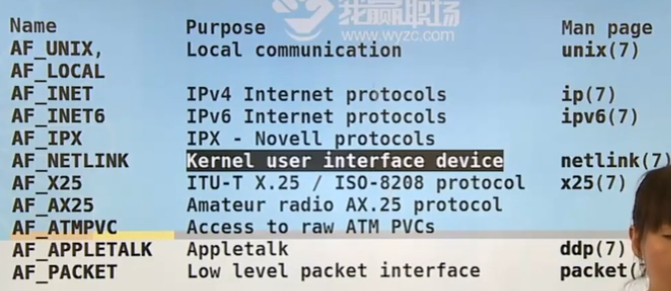 我赢职场
www.wyzc.com
Name Purpose Man page
AF_UNIX, Local communication unix(7)
AF_LOCAL
AF_INET IPv4 Internet protocols ip(7)
AF_INET6 IPv6 Internet protocols ipv6(7)
AF_IPX IPX - Novell protocols
AF_NETLINK Kernel user interface device netlink(7)
AF_X25 ITU-T X.25 / ISO-8208 protocol x25(7)
AF_AX25 Amateur radio AX.25 protocol
AF_ATMPVC Access to raw ATM PVCs
AF_APPLETALK Appletalk ddp(7)
AF_PACKET Low level packet interface packet(7